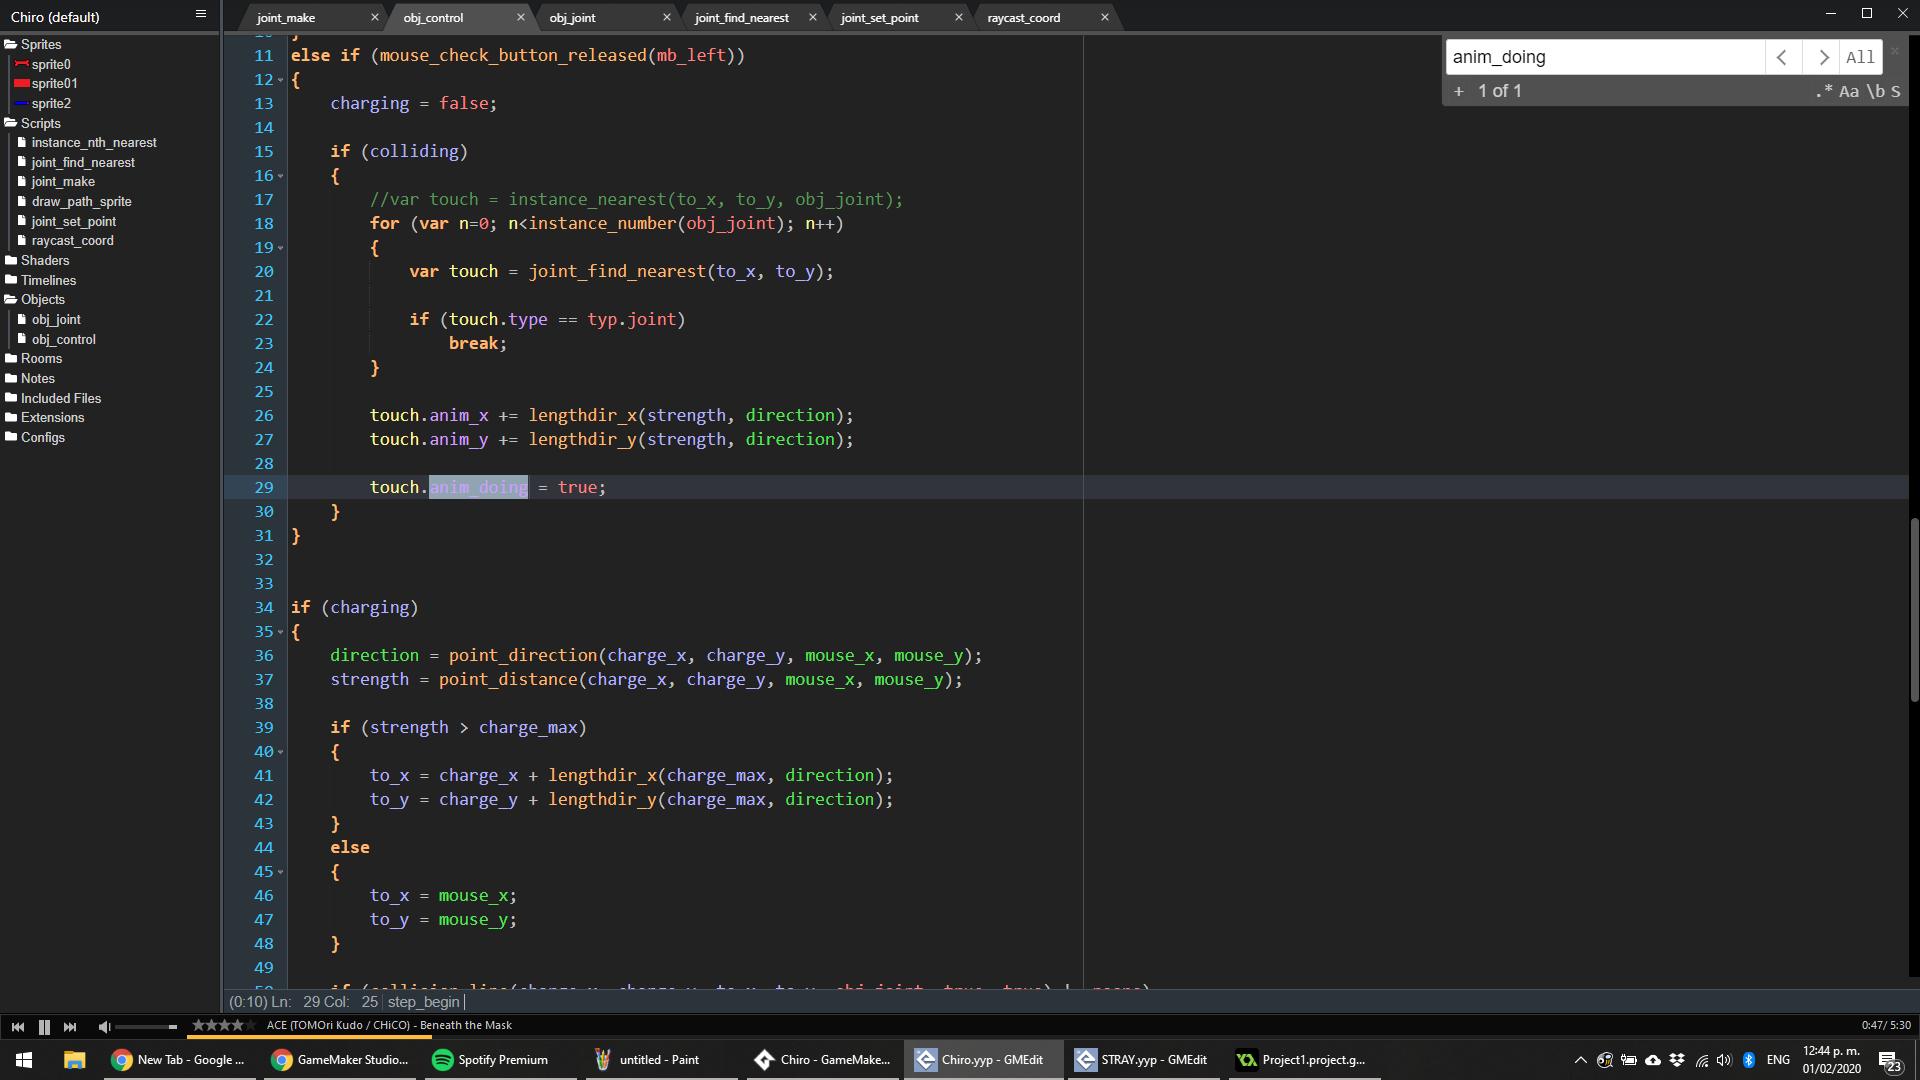 Chiro (default)
joint_make
obj_control
obj_joint
joint_find_nearest
joint_set_point
raycast_coord
Sprites
sprite0
sprite01
sprite2
Scripts
instance_nth_nearest
joint_find_nearest
joint_make
draw_path_sprite
joint_set_point
raycast_coord
Shaders
Timelines
Objects
obj_joint
obj_control
Rooms
Notes
Included Files
Extensions
Configs
anim_doing
All
+ 1 of 1
.* Aa \b S
11 else if (mouse_check_button_released(mb_left))
12 {
13 charging = false;
14
15 if (colliding)
16 {
17 //var touch = instance_nearest(to_x, to_y, obj_joint);
18 for (var n=0; n<instance_number(obj_joint); n++)
19 {
20 var touch = joint_find_nearest(to_x, to_y);
21
22 if (touch.type == typ.joint)
23 break;
24 }
25
26 touch.anim_x += lengthdir_x(strength, direction);
27 touch.anim_y += lengthdir_y(strength, direction);
28
29 touch.anim_doing = true;
30 }
31 }
32
33
34 if (charging)
35 {
36 direction = point_direction(charge_x, charge_y, mouse_x, mouse_y);
37 strength = point_distance(charge_x, charge_y, mouse_x, mouse_y);
38
39 if (strength > charge_max)
40 {
41 to_x = charge_x + lengthdir_x(charge_max, direction);
42 to_y = charge_y + lengthdir_y(charge_max, direction);
43 }
44 else
45 {
46 to_x = mouse_x;
47 to_y = mouse_y;
48 }
49
(0:10) Ln: 29 Col: 25 step_begin
ACE (TOMOri Kudo / CHiCO) - Beneath the Mask
0:47/ 5:30
New Tab - Google ...
GameMaker Studio...
Spotify Premium
untitled - Paint
Chiro - GameMake...
Chiro.yyp - GMEdit
STRAY.yyp - GMEdit
Project1.project.g...
ENG
12:44 p. m.
01/02/2020
23